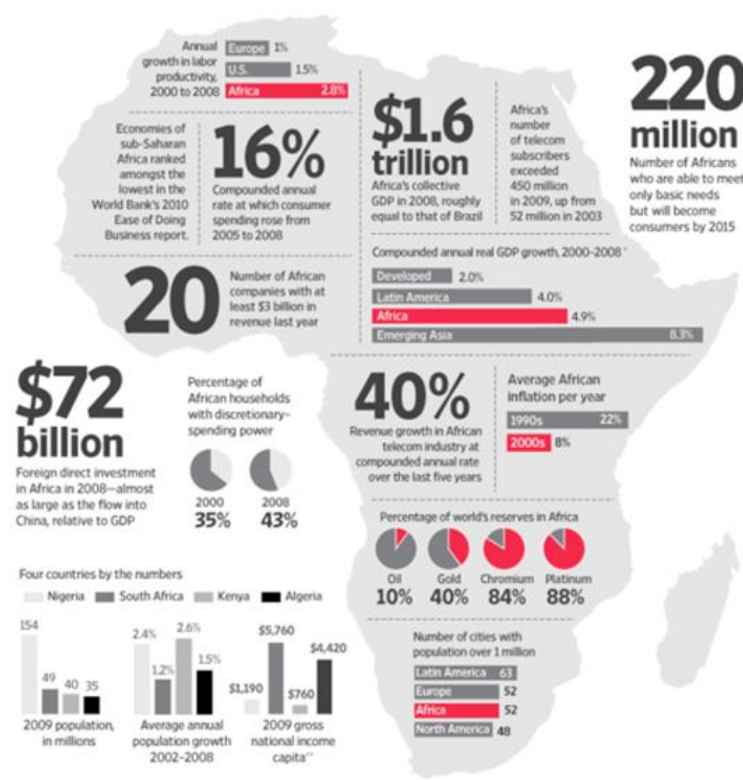 Annual
growth in labor
productivity,
2000 to 2008
Europe 1%
U.S. 1.5%
Africa 2.8%
Economies of
sub-Saharan
Africa ranked
amongst the
lowest in the
World Bank's 2010
Ease of Doing
Business report.
16%
Compounded annual
rate at which consumer
spending rose from
2005 to 2008
$1.6
trillion
Africa's collective
GDP in 2008, roughly
equal to that of Brazil
Africa's
number
of telecom
subscribers
exceeded
450 million
in 2009, up from
52 million in 2003
220
million
Number of Africans
who are able to meet
only basic needs
but will become
consumers by 2015
20
Number of African
companies with at
least $3 billion in
revenue last year
Compounded annual real GDP growth, 2000-2008*
Developed 2.0%
Latin America 4.0%
Africa 4.9%
Emerging Asia 8.3%
$72
billion
Foreign direct investment
in Africa in 2008—almost
as large as the flow into
China, relative to GDP
Percentage of
African households
with discretionary-
spending power
2000 2008
35% 43%
40%
Revenue growth in African
telecom industry at
compounded annual rate
over the last five years
Average African
inflation per year
1990s 22%
2000s 8%
Percentage of world's reserves in Africa
Oil Gold Chromium Platinum
10% 40% 84% 88%
Four countries by the numbers
Nigeria South Africa Kenya Algeria
154 49 40 35
2009 population,
in millions
2.4% 1.2% 2.6% 1.5%
Average annual
population growth
2002-2008
$1,190 $5,760 $760 $4,420
2009 gross
national income
capita**
Number of cities with
population over 1 million
Latin America 63
Europe 52
Africa 52
North America 48